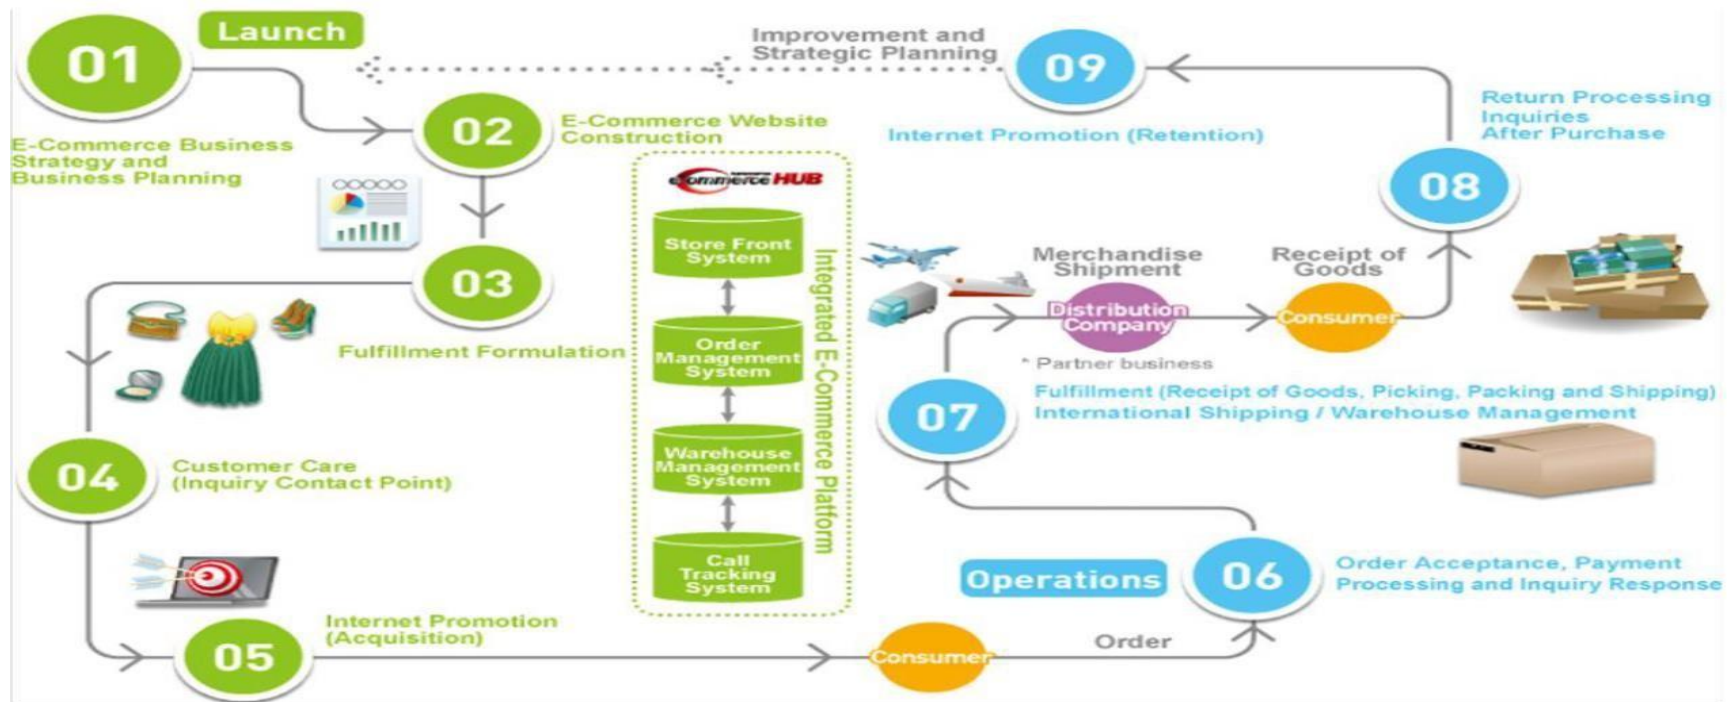 01
Launch
E-Commerce Business
Strategy and
Business Planning
02
E-Commerce Website
Construction
03
Fulfillment Formulation
04
Customer Care
(Inquiry Contact Point)
05
Internet Promotion
(Acquisition)
eCommerce HUB
Store Front
System
Order
Management
System
Warehouse
Management
System
Call
Tracking
System
Integrated E-Commerce Platform
Consumer
Order
Operations
06
Order Acceptance, Payment
Processing and Inquiry Response
07
Fulfillment (Receipt of Goods, Picking, Packing and Shipping)
International Shipping / Warehouse Management
Merchandise
Shipment
Distribution
Company
* Partner business
Receipt of
Goods
Consumer
08
Return Processing
Inquiries
After Purchase
09
Internet Promotion (Retention)
Improvement and
Strategic Planning